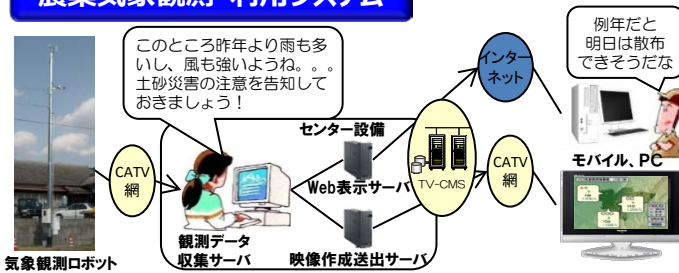 農業気象観測・利用システム
このところ昨年より雨も多
いし、風も強いようね。。。
土砂災害の注意を告知して
おきましょう！
インター
ネット
例年だと
明日は散布
できそうだな
センター設備
CATV
網
Web表示サーバ
TV-CMS
CATV
網
モバイル、PC
観測データ
収集サーバ
映像作成送出サーバ
気象観測ロボット